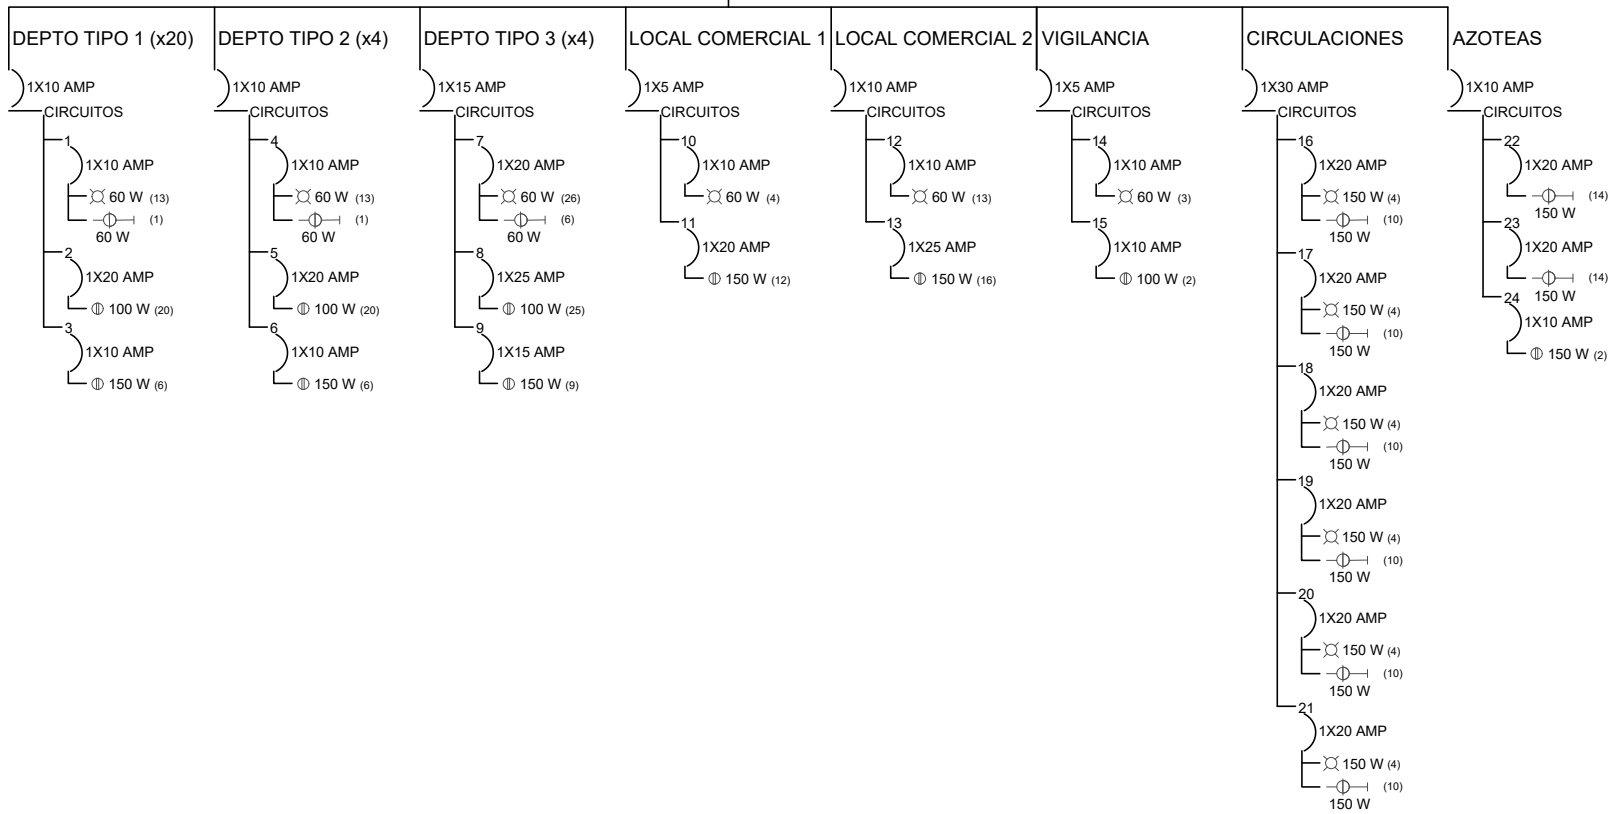 DEPTO TIPO 1 (x20)
1X10 AMP
CIRCUITOS
1
1X10 AMP
60 W (13)
(1)
60 W
2
1X20 AMP
100 W (20)
3
1X10 AMP
150 W (6)
DEPTO TIPO 2 (x4)
1X10 AMP
CIRCUITOS
4
1X10 AMP
60 W (13)
(1)
60 W
5
1X20 AMP
100 W (20)
6
1X10 AMP
150 W (6)
DEPTO TIPO 3 (x4)
1X15 AMP
CIRCUITOS
7
1X20 AMP
60 W (26)
(6)
60 W
8
1X25 AMP
100 W (25)
9
1X15 AMP
150 W (9)
LOCAL COMERCIAL 1
1X5 AMP
CIRCUITOS
10
1X10 AMP
60 W (4)
11
1X20 AMP
150 W (12)
LOCAL COMERCIAL 2
1X10 AMP
CIRCUITOS
12
1X10 AMP
60 W (13)
13
1X25 AMP
150 W (16)
VIGILANCIA
1X5 AMP
CIRCUITOS
14
1X10 AMP
60 W (3)
15
1X10 AMP
100 W (2)
CIRCULACIONES
1X30 AMP
CIRCUITOS
16
1X20 AMP
150 W (4)
(10)
150 W
17
1X20 AMP
150 W (4)
(10)
150 W
18
1X20 AMP
150 W (4)
(10)
150 W
19
1X20 AMP
150 W (4)
(10)
150 W
20
1X20 AMP
150 W (4)
(10)
150 W
21
1X20 AMP
150 W (4)
(10)
150 W
AZOTEAS
1X10 AMP
CIRCUITOS
22
1X20 AMP
(14)
150 W
23
1X20 AMP
(14)
150 W
24
1X10 AMP
150 W (2)